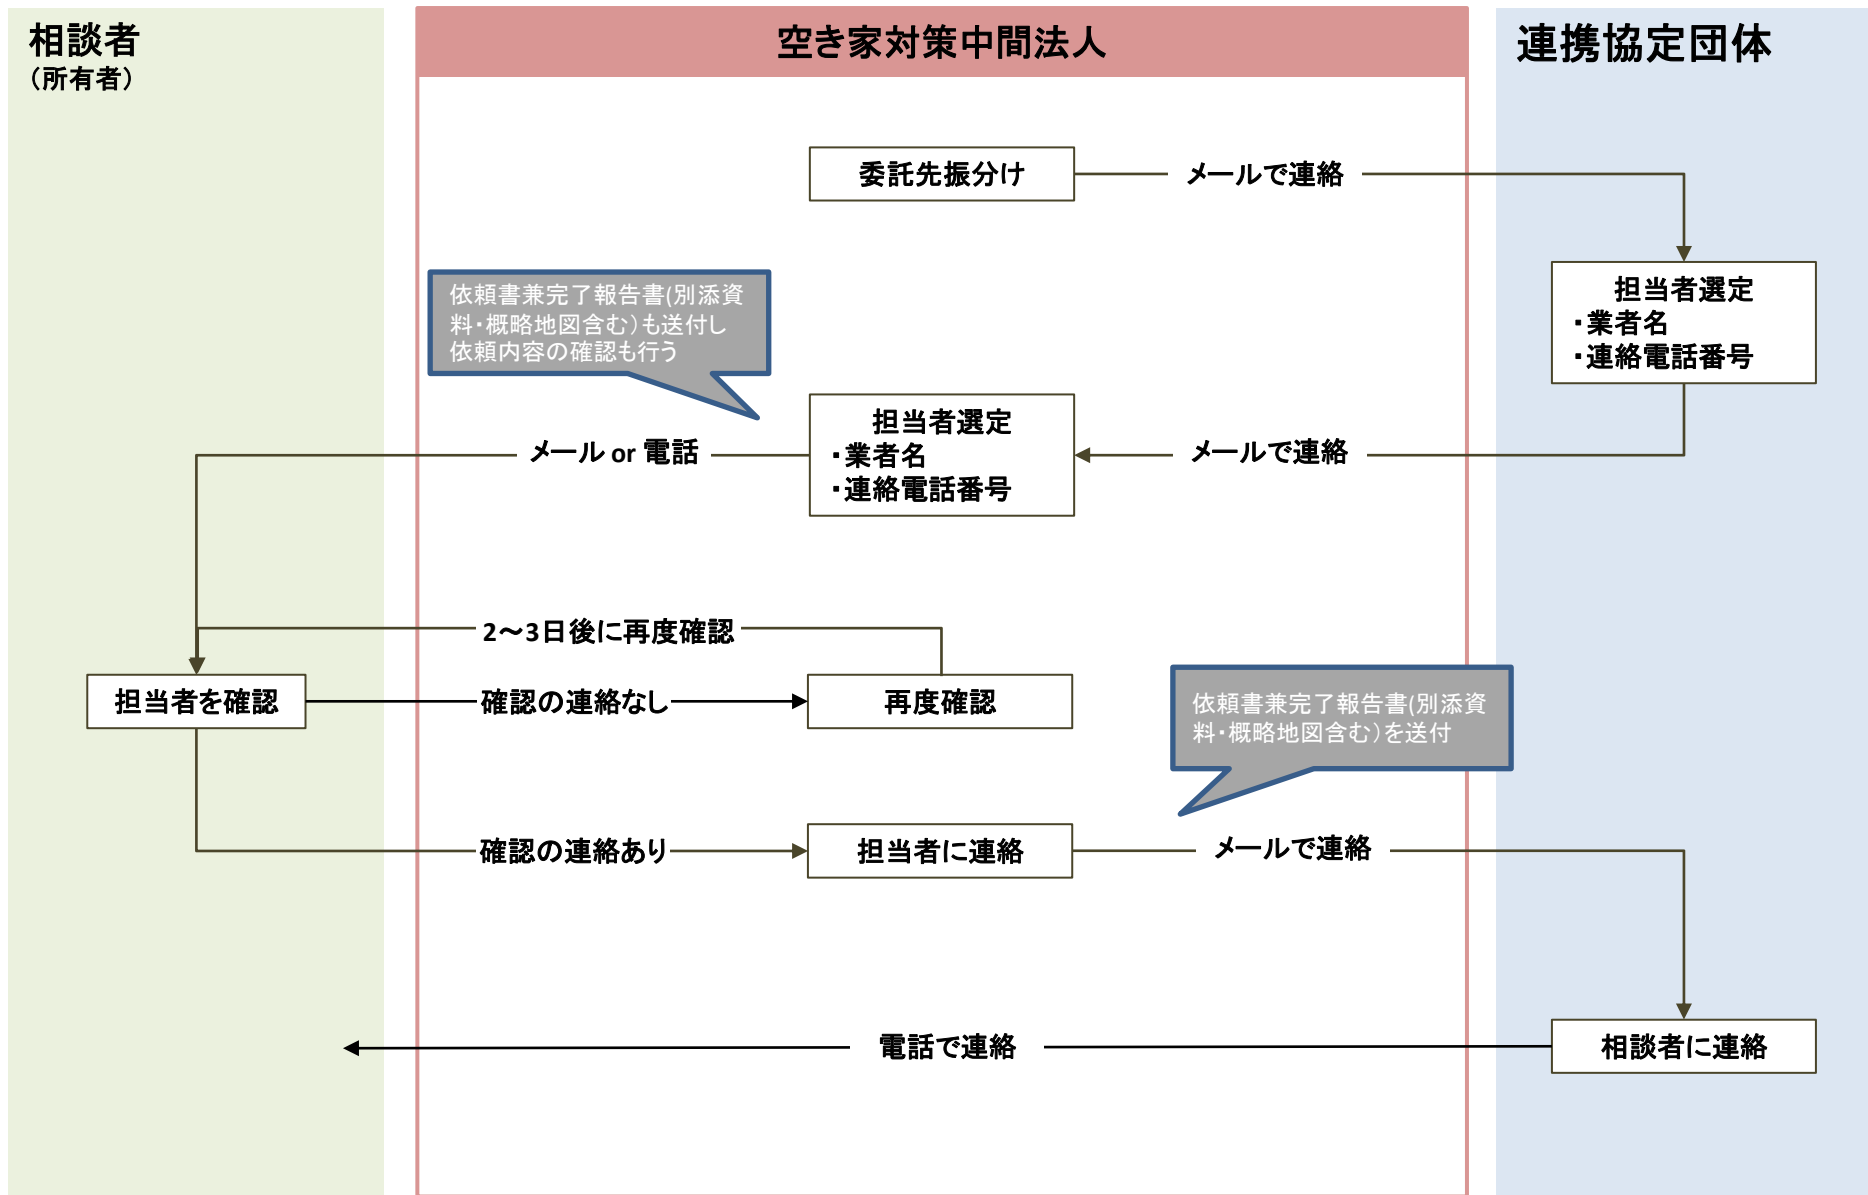 相談者
（所有者）
空き家対策中間法人
連携協定団体
委託先振分け
メールで連絡
担当者選定
・業者名
・連絡電話番号
依頼書兼完了報告書(別添資
料・概略地図含む）も送付し
依頼内容の確認も行う
担当者選定
・業者名
・連絡電話番号
メール or 電話
メールで連絡
2～3日後に再度確認
担当者を確認
確認の連絡なし
再度確認
依頼書兼完了報告書(別添資
料・概略地図含む）を送付
確認の連絡あり
担当者に連絡
メールで連絡
電話で連絡
相談者に連絡